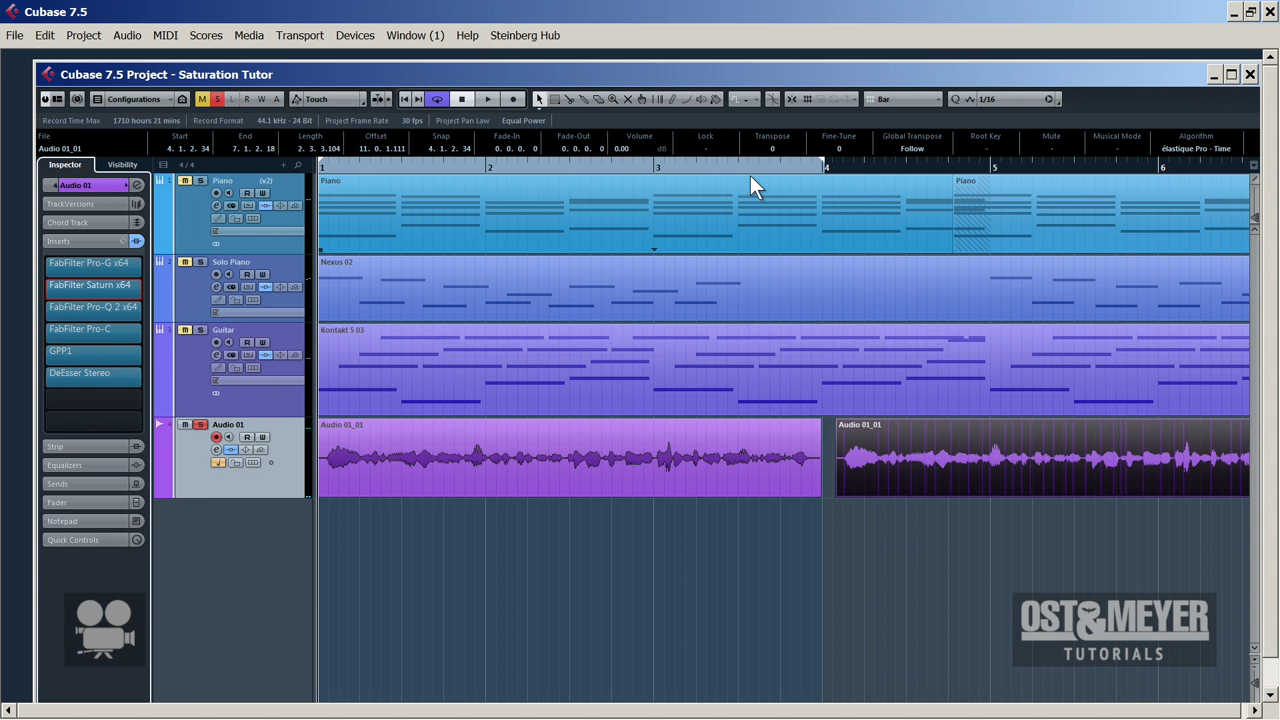 Cubase 7.5
File Edit Project Audio MIDI Scores Media Transport Devices Window (1) Help Steinberg Hub
Cubase 7.5 Project - Saturation Tutor
Configurations M S L R W A Touch Bar Q 1/16
Record Time Max 1710 hours 21 mins Record Format 44.1 kHz - 24 Bit Project Frame Rate 30 fps Project Pan Law Equal Power
File Start End Length Offset Snap Fade-In Fade-Out Volume Lock Transpose Fine-Tune Global Transpose Root Key Mute Musical Mode Algorithm
Audio 01_01 4. 1. 2. 34 7. 1. 2. 18 2. 3. 3.104 11. 0. 1.111 4. 1. 2. 34 0. 0. 0. 0 0. 0. 0. 0 0.00 dB - 0 0 Follow - - - élastique Pro - Time
Inspector Visibility 4 / 4 1 2 3 4 5 6
4 Audio 01
TrackVersions
Chord Track
Inserts
FabFilter Pro-G x64
FabFilter Saturn x64
FabFilter Pro-Q 2 x64
FabFilter Pro-C
GPP1
DeEsser Stereo
Strip
Equalizers
Sends
Fader
Notepad
Quick Controls
1 m S Piano (v2)
R W
e
2 m S Solo Piano
R W
e
3 m S Guitar
R W
e
4 m S Audio 01
R W
e
Piano Piano
Nexus 02
Kontakt 5 03
Audio 01_01 Audio 01_01
OST&MEYER
TUTORIALS